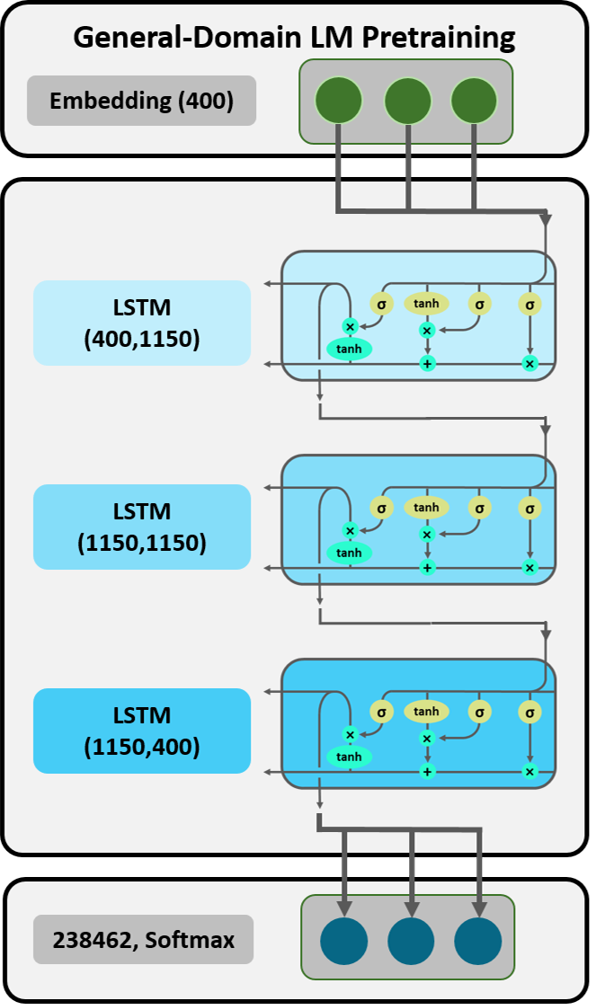 General-Domain LM Pretraining
Embedding (400)
LSTM
(400,1150)
σ tanh σ σ
× ×
tanh + ×
LSTM
(1150,1150)
σ tanh σ σ
× ×
tanh + ×
LSTM
(1150,400)
σ tanh σ σ
× ×
tanh + ×
238462, Softmax